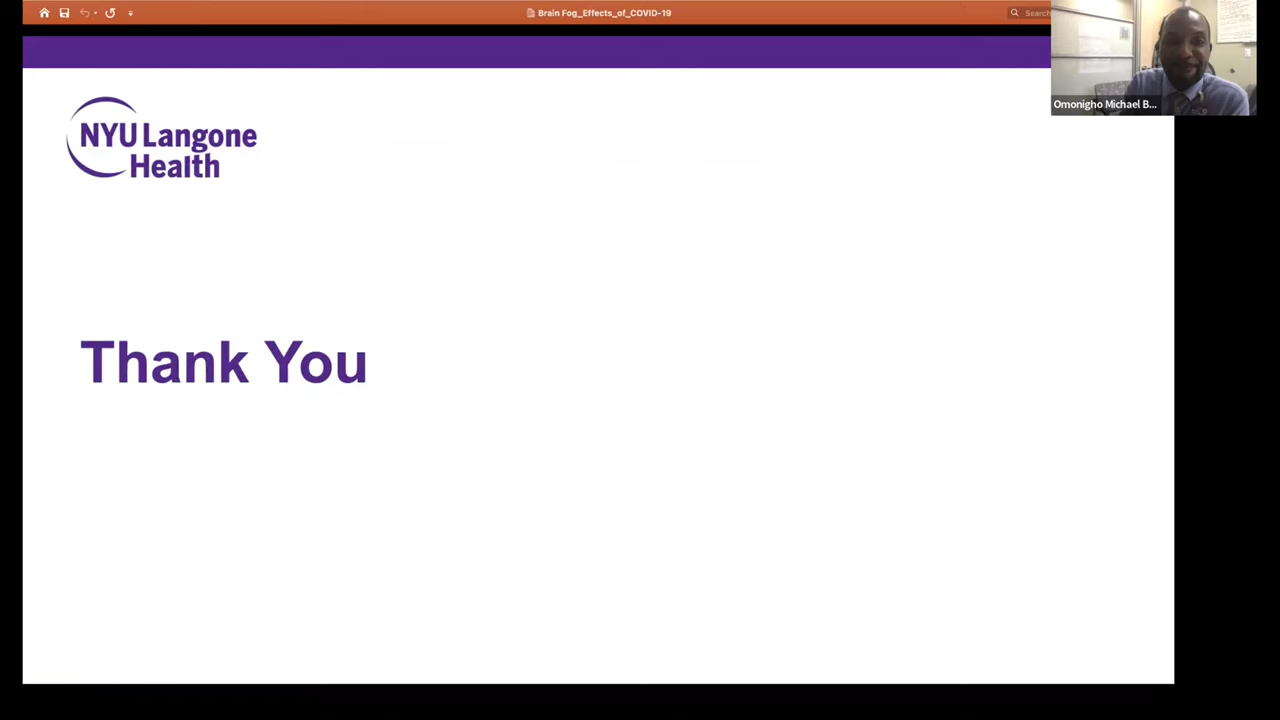 Brain Fog_Effects_of_COVID-19
Search
Omonigho Michael B...
NYU Langone
Health
Thank You